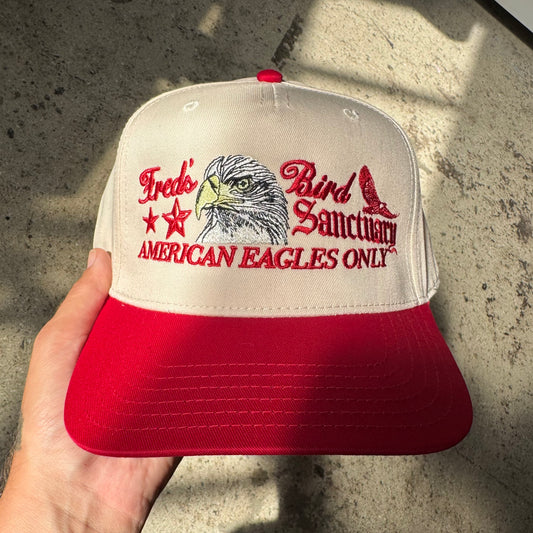 Fred's Bird
Sanctuary
AMERICAN EAGLES ONLY